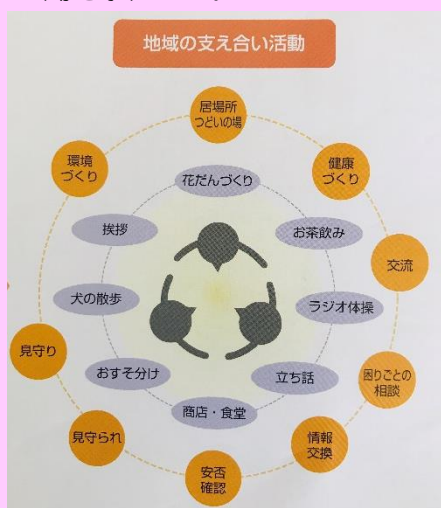 地域の支え合い活動
居場所
つどいの場
健康
づくり
交流
困りごとの
相談
情報
交換
安否
確認
見守られ
見守り
環境
づくり
花だんづくり
お茶飲み
ラジオ体操
立ち話
商店・食堂
おすそ分け
犬の散歩
挨拶